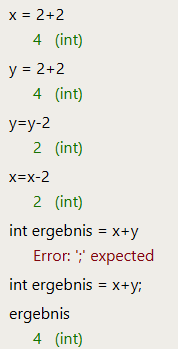 x = 2+2
4 (int)
y = 2+2
4 (int)
y=y-2
2 (int)
x=x-2
2 (int)
int ergebnis = x+y
Error: ';' expected
int ergebnis = x+y;
ergebnis
4 (int)